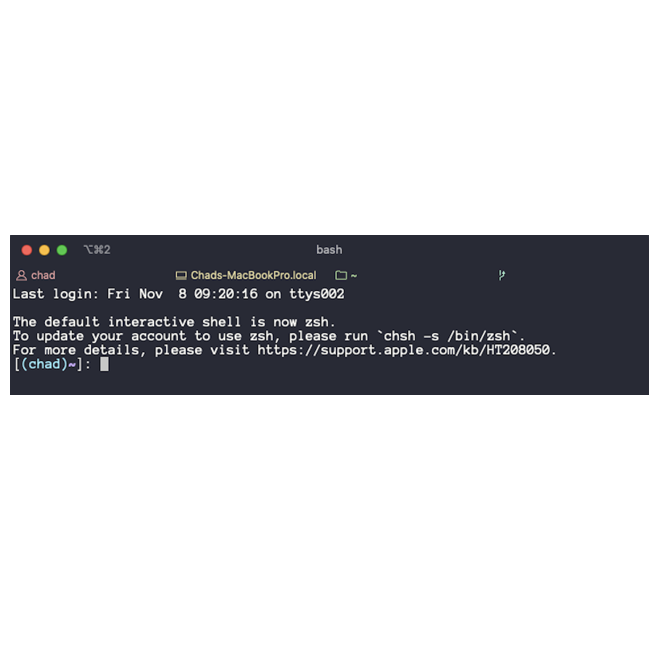 ⌥⌘2 bash
chad Chads-MacBookPro.local ~
Last login: Fri Nov  8 09:20:16 on ttys002
The default interactive shell is now zsh.
To update your account to use zsh, please run `chsh -s /bin/zsh`.
For more details, please visit https://support.apple.com/kb/HT208050.
[(chad)~]: